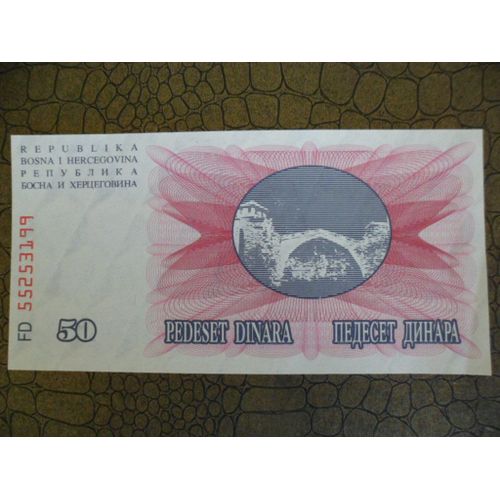 REPUBLIKA
BOSNA I HERCEGOVINA
РЕПУБЛИКА
БОСНА И ХЕРЦЕГОВИНА
FD 55253199
50
PEDESET DINARA
ПЕДЕСЕТ ДИНАРА